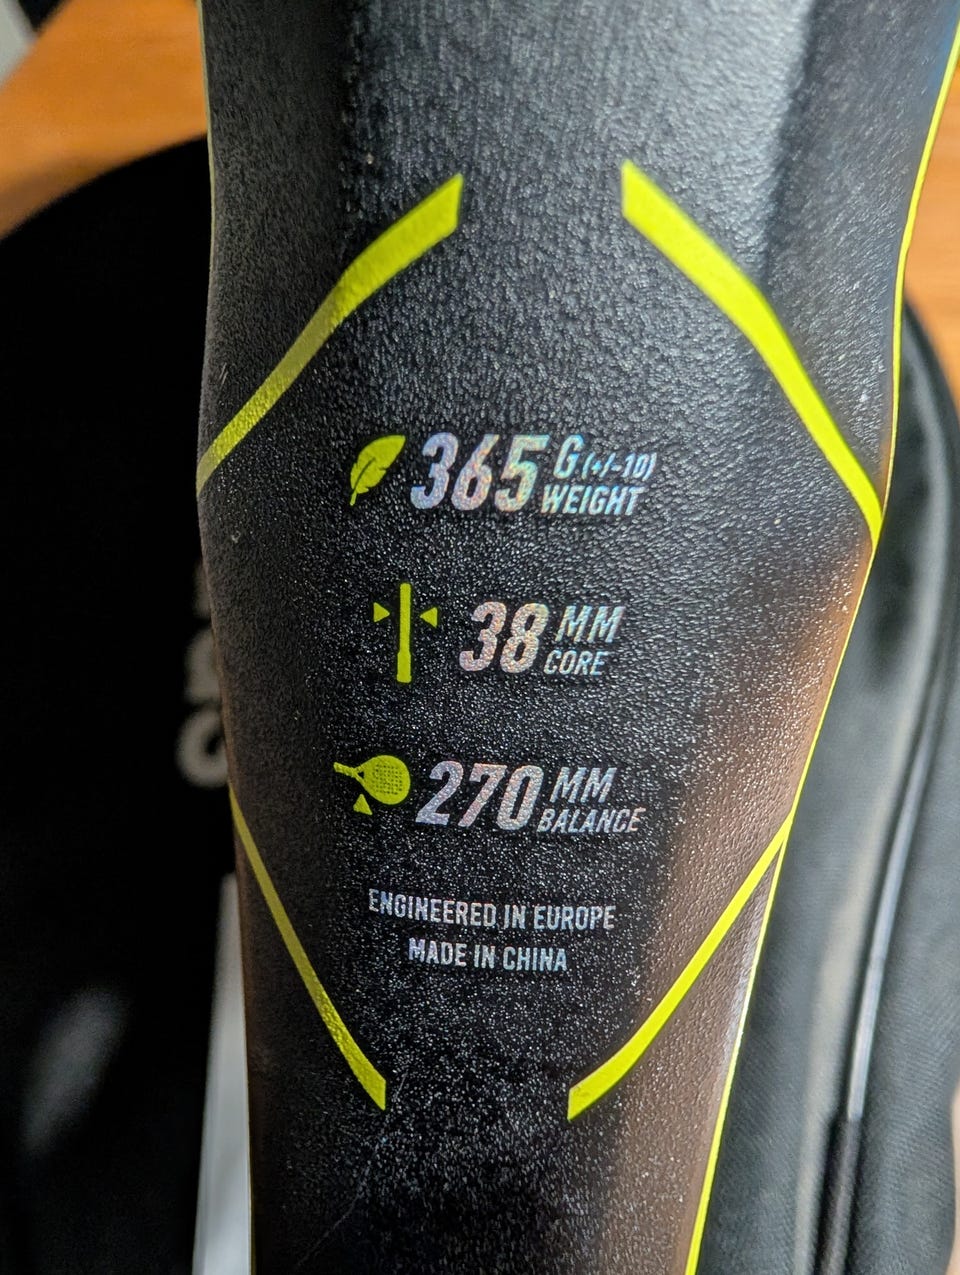 365 G (+/-10)
WEIGHT
38 MM
CORE
270 MM
BALANCE
ENGINEERED IN EUROPE
MADE IN CHINA